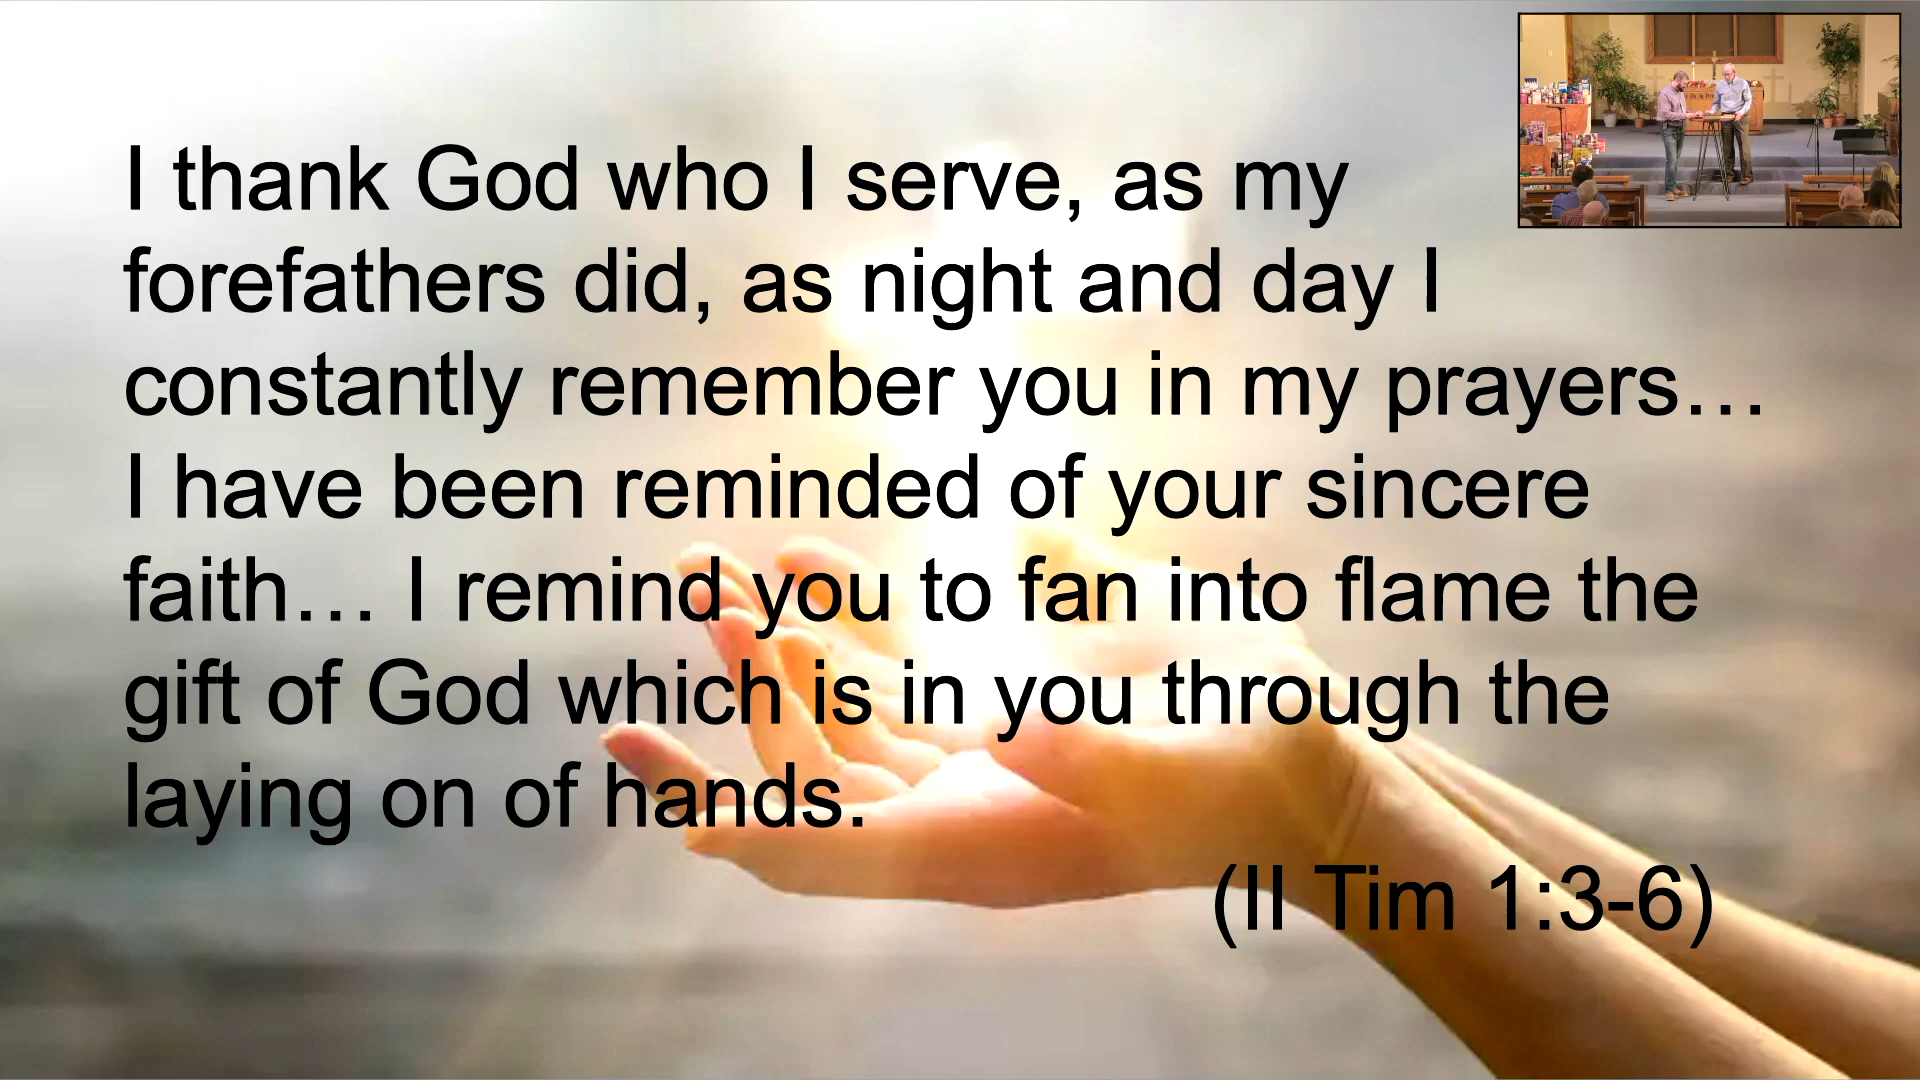 I thank God who I serve, as my
forefathers did, as night and day I
constantly remember you in my prayers…
I have been reminded of your sincere
faith… I remind you to fan into flame the
gift of God which is in you through the
laying on of hands.
(II Tim 1:3-6)